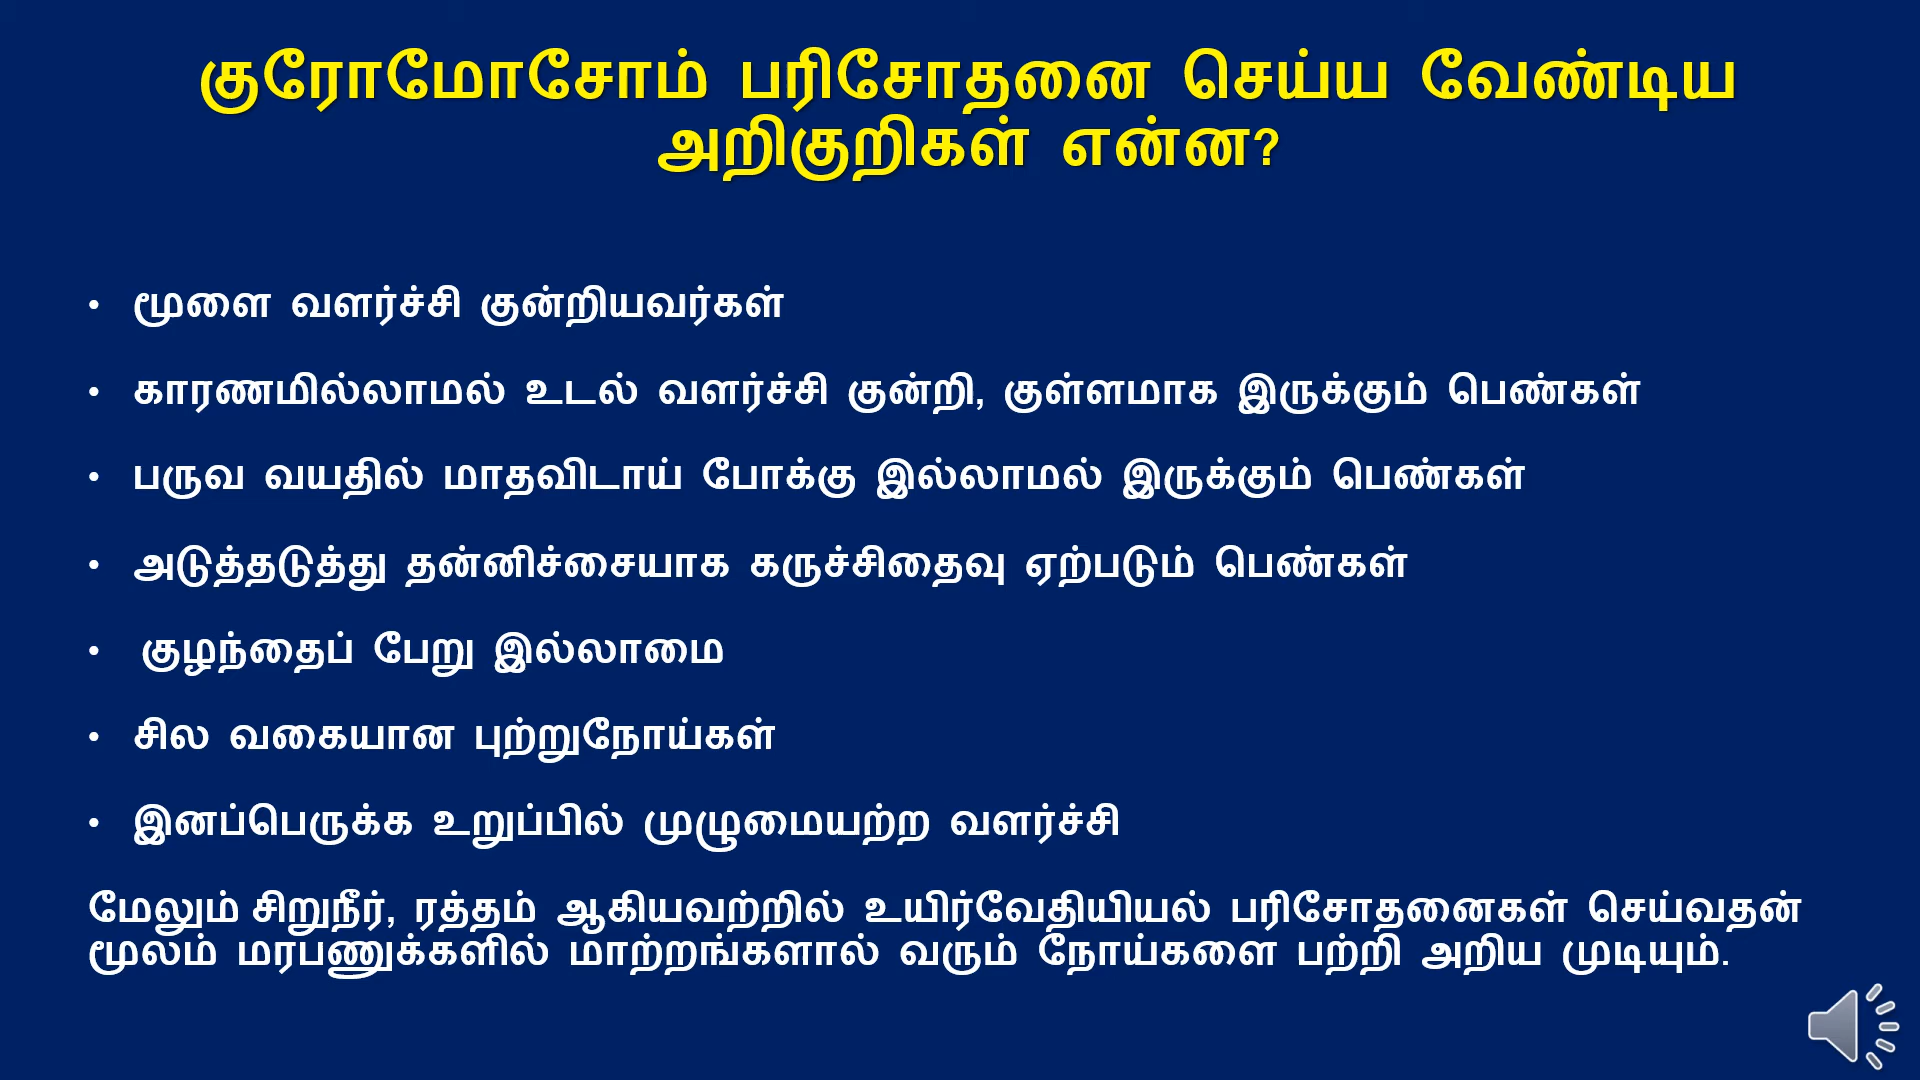 குரோமோசோம் பரிசோதனை செய்ய வேண்டிய
அறிகுறிகள் என்ன?
• மூளை வளர்ச்சி குன்றியவர்கள்
• காரணமில்லாமல் உடல் வளர்ச்சி குன்றி, குள்ளமாக இருக்கும் பெண்கள்
• பருவ வயதில் மாதவிடாய் போக்கு இல்லாமல் இருக்கும் பெண்கள்
• அடுத்தடுத்து தன்னிச்சையாக கருச்சிதைவு ஏற்படும் பெண்கள்
• குழந்தைப் பேறு இல்லாமை
• சில வகையான புற்றுநோய்கள்
• இனப்பெருக்க உறுப்பில் முழுமையற்ற வளர்ச்சி
மேலும் சிறுநீர், ரத்தம் ஆகியவற்றில் உயிர்வேதியியல் பரிசோதனைகள் செய்வதன்
மூலம் மரபணுக்களில் மாற்றங்களால் வரும் நோய்களை பற்றி அறிய முடியும்.